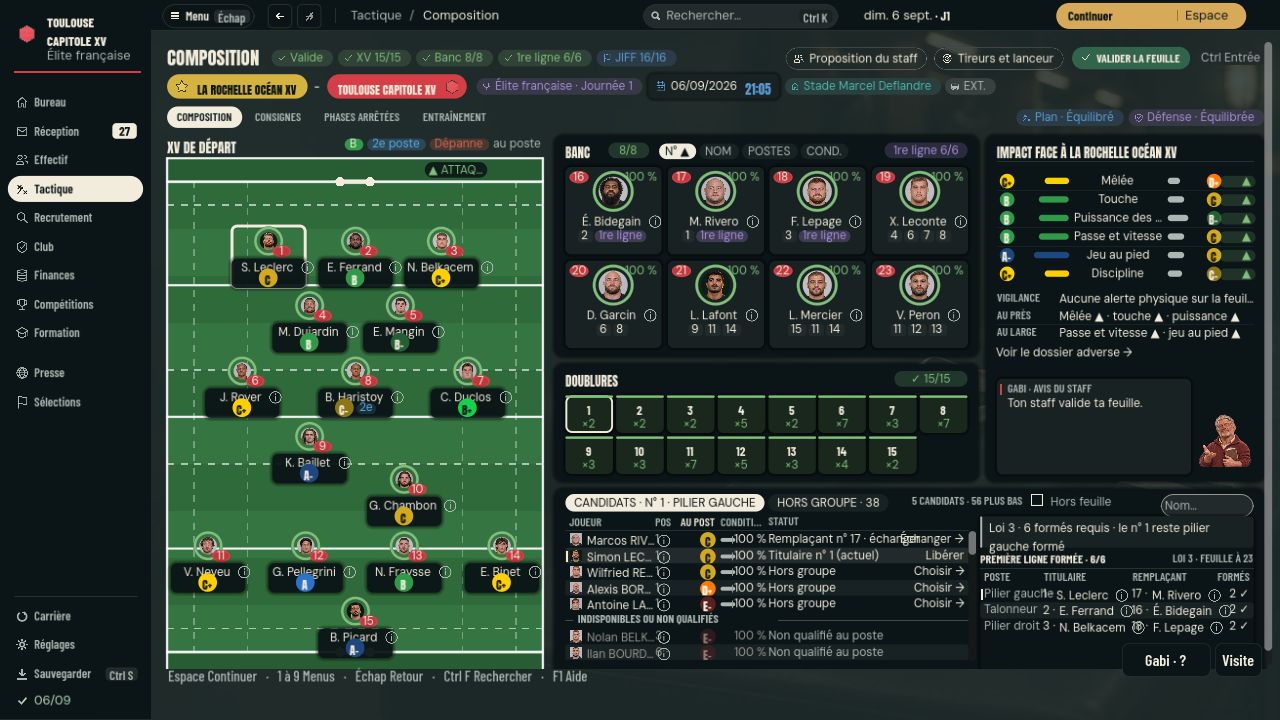 TOULOUSE
CAPITOLE XV
Élite française
Menu Échap
Tactique / Composition
Rechercher... Ctrl K
dim. 6 sept. · J1
Continuer Espace
Bureau
Réception 27
Effectif
Tactique
Recrutement
Club
Finances
Compétitions
Formation
Presse
Sélections
Carrière
Réglages
Sauvegarder Ctrl S
06/09
COMPOSITION
Valide
XV 15/15
Banc 8/8
1re ligne 6/6
JIFF 16/16
Proposition du staff
Tireurs et lanceur
VALIDER LA FEUILLE
Ctrl Entrée
LA ROCHELLE OCÉAN XV - TOULOUSE CAPITOLE XV
Élite française · Journée 1
06/09/2026 21:05
Stade Marcel Deflandre
EXT.
COMPOSITION CONSIGNES PHASES ARRÊTÉES ENTRAÎNEMENT
Plan · Équilibré
Défense · Équilibrée
XV DE DÉPART
B 2e poste Dépanne au poste
▲ ATTAQ...
1 2 3
S. Leclerc E. Ferrand N. Belkacem
C B C+
4 5
M. Dujardin E. Mangin
B B-
6 8 7
J. Royer B. Haristoy C. Duclos
C+ C- 2e B+
9
K. Baillet
A-
10
G. Chambon
C
11 12 13 14
V. Neveu G. Pellegrini N. Fraysse E. Binet
C+ A B C+
15
B. Picard
A-
BANC 8/8 N° ▲ NOM POSTES COND. 1re ligne 6/6
16 100 % 17 100 % 18 100 % 19 100 %
É. Bidegain M. Rivero F. Lepage X. Leconte
2 1re ligne 1 1re ligne 3 1re ligne 4 6 7 8
20 100 % 21 100 % 22 100 % 23 100 %
D. Garcin L. Lafont L. Mercier V. Peron
6 8 9 11 14 15 11 14 11 12 13
DOUBLURES 15/15
1 2 3 4 5 6 7 8
×2 ×2 ×2 ×5 ×2 ×7 ×3 ×7
9 10 11 12 13 14 15
×3 ×3 ×7 ×5 ×3 ×4 ×2
IMPACT FACE À LA ROCHELLE OCÉAN XV
C+ Mêlée D+ ▲
B Touche C ▲
B Puissance des ... B- ▲
B Passe et vitesse C ▲
A- Jeu au pied C ▲
C+ Discipline C- ▲
VIGILANCE Aucune alerte physique sur la feuil...
AU PRÈS Mêlée ▲ · touche ▲ · puissance ▲
AU LARGE Passe et vitesse ▲ · jeu au pied ▲
Voir le dossier adverse →
GABI · AVIS DU STAFF
Ton staff valide ta feuille.
CANDIDATS · N° 1 · PILIER GAUCHE
HORS GROUPE · 38
5 CANDIDATS · 56 PLUS BAS
Hors feuille
Nom...
JOUEUR POS AU POST CONDITI... STATUT
Marcos RIV... C 100 % Remplaçant n° 17 · échanger Échanger →
Simon LEC... C 100 % Titulaire n° 1 (actuel) Libérer
Wilfried RE... C 100 % Hors groupe Choisir →
Alexis BOR... D+ 100 % Hors groupe Choisir →
Antoine LA... E- 100 % Hors groupe Choisir →
INDISPONIBLES OU NON QUALIFIÉS
Nolan BELK... E- 100 % Non qualifié au poste
Ilan BOURD... E- 100 % Non qualifié au poste
Loi 3 · 6 formés requis · le n° 1 reste pilier
gauche formé
PREMIÈRE LIGNE FORMÉE · 6/6
LOI 3 · FEUILLE À 23
POSTE TITULAIRE REMPLAÇANT FORMÉS
Pilier gauche 1 · S. Leclerc 17 · M. Rivero 2 ✓
Talonneur 2 · E. Ferrand 16 · É. Bidegain 2 ✓
Pilier droit 3 · N. Belkacem 18 · F. Lepage 2 ✓
Gabi · ?
Visite
Espace Continuer · 1 à 9 Menus · Échap Retour · Ctrl F Rechercher · F1 Aide